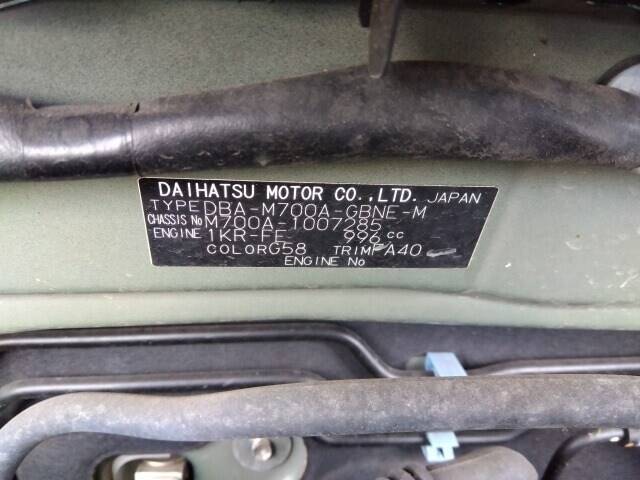 DAIHATSU MOTOR CO.,LTD. JAPAN
TYPE DBA-M700A-GBNE-M
CHASSIS No M700A-1007285
ENGINE 1KR-FE 996 cc
COLOR G58 TRIM FA40
ENGINE No